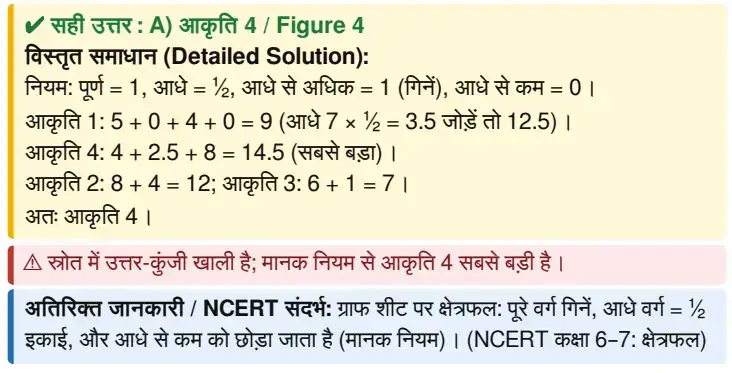 ✔ सही उत्तर : A) आकृति 4 / Figure 4
विस्तृत समाधान (Detailed Solution):
नियम: पूर्ण = 1, आधे = ½, आधे से अधिक = 1 (गिनें), आधे से कम = 0।
आकृति 1: 5 + 0 + 4 + 0 = 9 (आधे 7 × ½ = 3.5 जोड़ें तो 12.5)।
आकृति 4: 4 + 2.5 + 8 = 14.5 (सबसे बड़ा)।
आकृति 2: 8 + 4 = 12; आकृति 3: 6 + 1 = 7।
अतः आकृति 4।
⚠ स्रोत में उत्तर-कुंजी खाली है; मानक नियम से आकृति 4 सबसे बड़ी है।
अतिरिक्त जानकारी / NCERT संदर्भ: ग्राफ शीट पर क्षेत्रफल: पूरे वर्ग गिनें, आधे वर्ग = ½
इकाई, और आधे से कम को छोड़ा जाता है (मानक नियम)। (NCERT कक्षा 6–7: क्षेत्रफल)